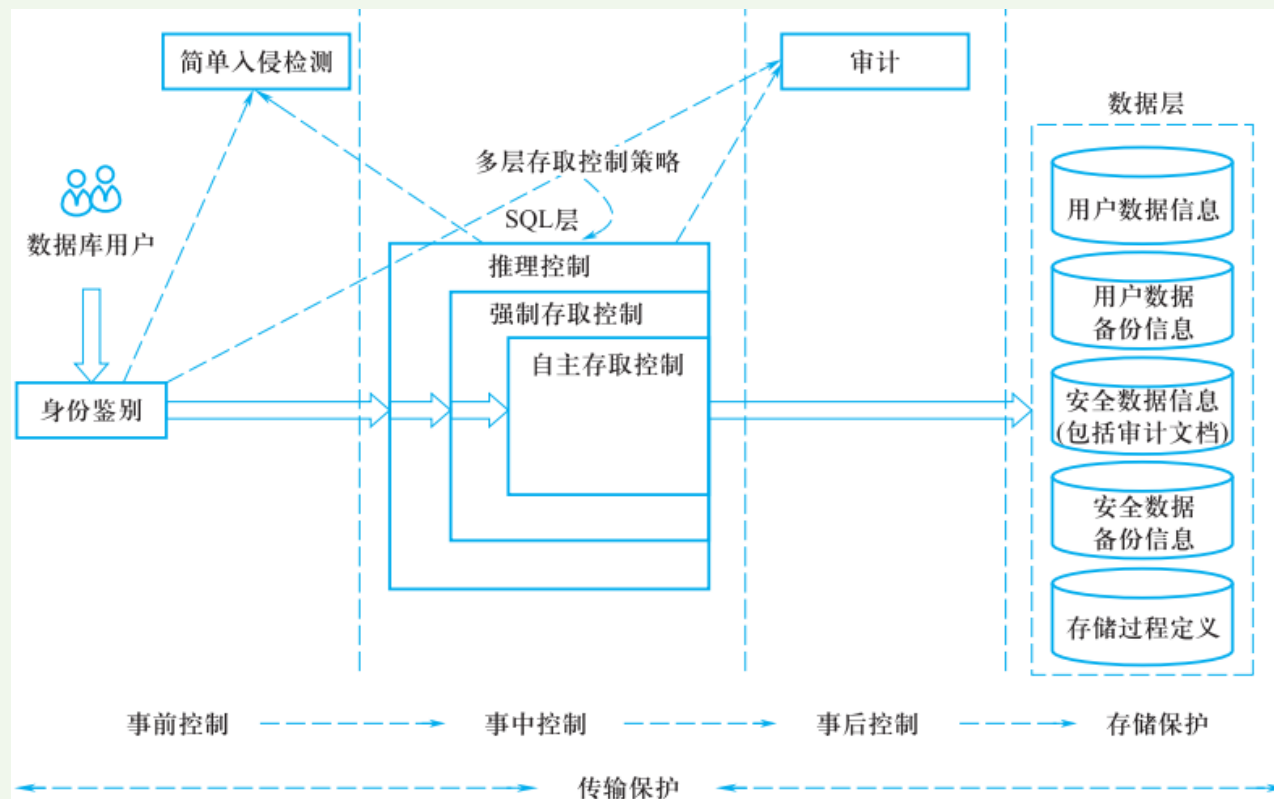 简单入侵检测
审计
数据层
多层存取控制策略
用户数据信息
SQL层
数据库用户
推理控制
用户数据
备份信息
强制存取控制
自主存取控制
身份鉴别
安全数据信息
(包括审计文档)
安全数据
备份信息
存储过程定义
事前控制
事中控制
事后控制
存储保护
传输保护